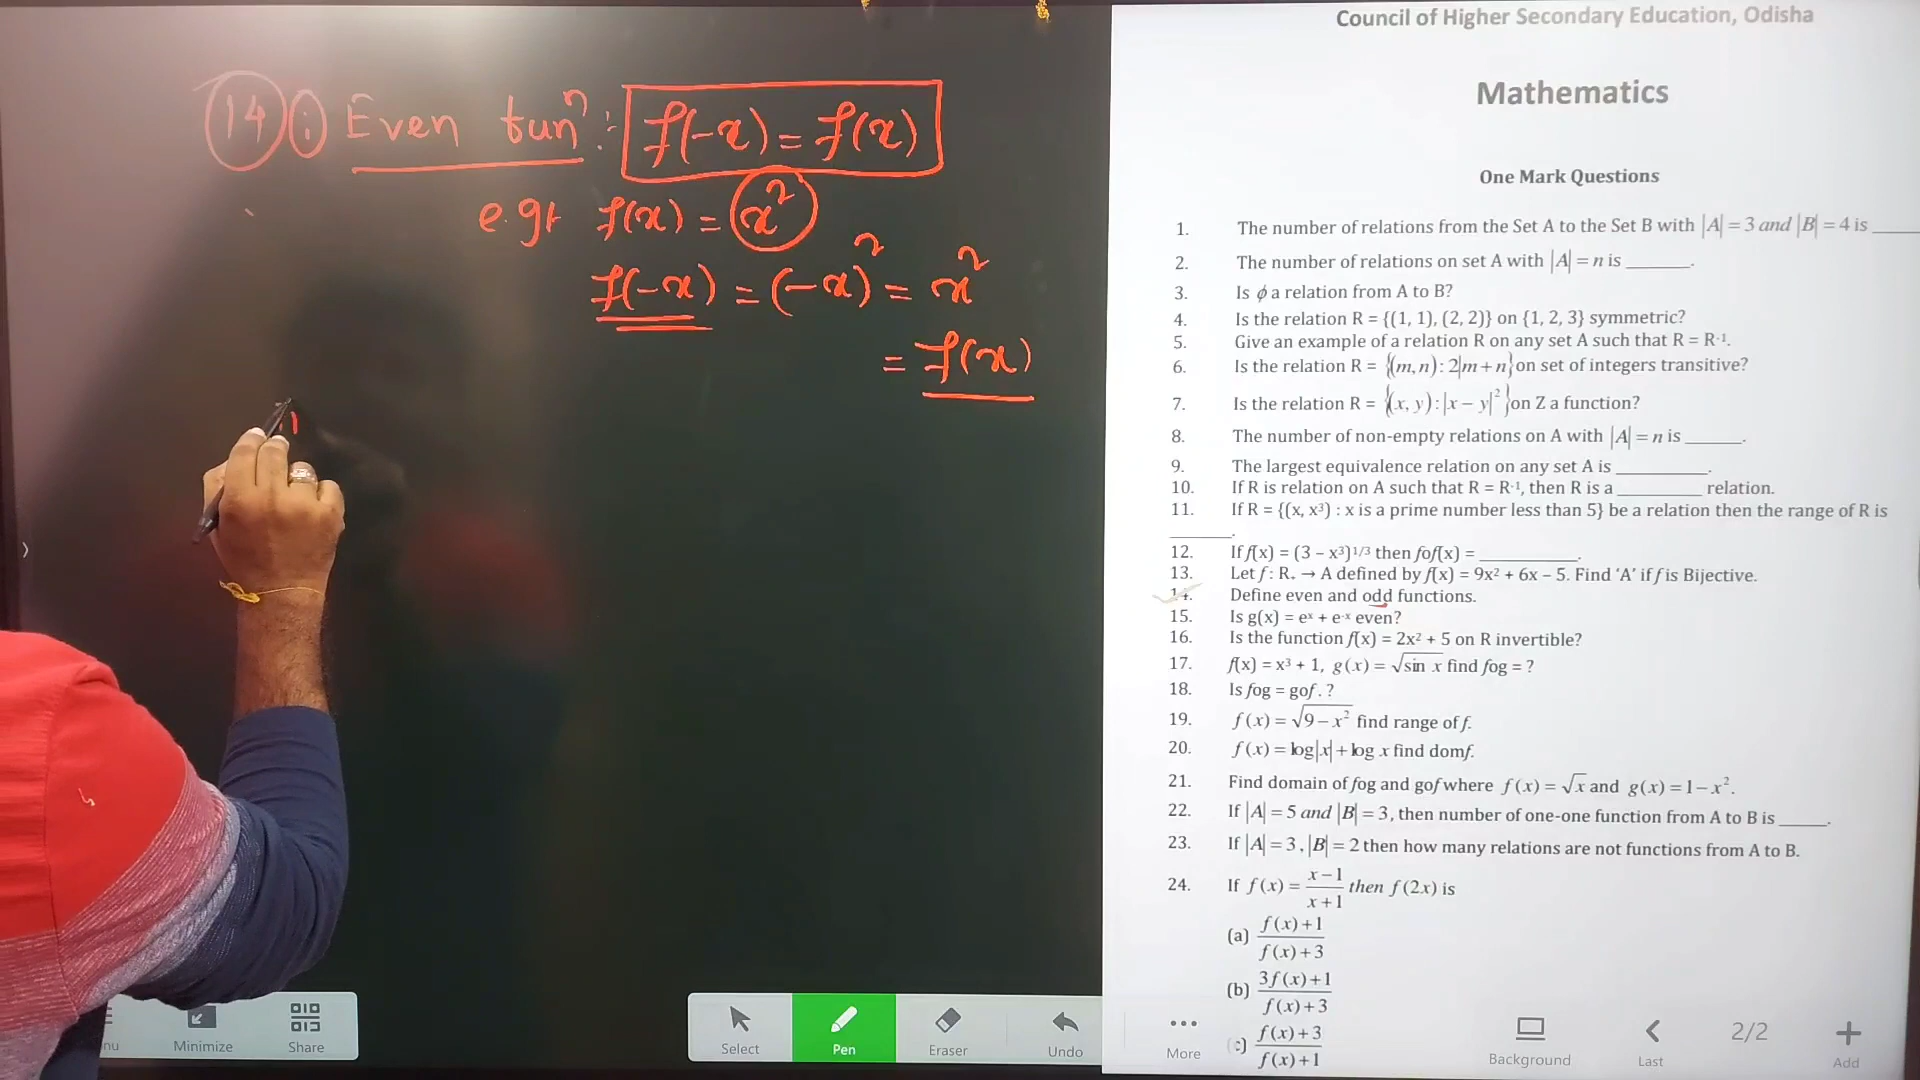 14 i Even funⁿ :- f(-x) = f(x)
e.g. f(x) = x²
f(-x) = (-x)² = x²
= f(x)
Minimize
Share
Select
Pen
Eraser
Undo
Council of Higher Secondary Education, Odisha
Mathematics
One Mark Questions
1. The number of relations from the Set A to the Set B with |A| = 3 and |B| = 4 is ____
2. The number of relations on set A with |A| = n is ______.
3. Is ϕ a relation from A to B?
4. Is the relation R = {(1, 1), (2, 2)} on {1, 2, 3} symmetric?
5. Give an example of a relation R on any set A such that R = R⁻¹.
6. Is the relation R = {(m, n) : 2|m + n} on set of integers transitive?
7. Is the relation R = {(x, y) : |x – y|²} on Z a function?
8. The number of non-empty relations on A with |A| = n is _____.
9. The largest equivalence relation on any set A is ________.
10. If R is relation on A such that R = R⁻¹, then R is a ________ relation.
11. If R = {(x, x³) : x is a prime number less than 5} be a relation then the range of R is
______.
12. If f(x) = (3 – x³)¹/³ then fof(x) = _________.
13. Let f : R₊ → A defined by f(x) = 9x² + 6x – 5. Find ‘A’ if f is Bijective.
14. Define even and odd functions.
15. Is g(x) = eˣ + e⁻ˣ even?
16. Is the function f(x) = 2x² + 5 on R invertible?
17. f(x) = x³ + 1, g(x) = √sin x find fog = ?
18. Is fog = gof. ?
19. f(x) = √9 – x² find range of f.
20. f(x) = log|x| + log x find domf.
21. Find domain of fog and gof where f(x) = √x and g(x) = 1 – x².
22. If |A| = 5 and |B| = 3, then number of one-one function from A to B is _____.
23. If |A| = 3, |B| = 2 then how many relations are not functions from A to B.
24. If f(x) = (x – 1)/(x + 1) then f(2x) is
(a) (f(x) + 1)/(f(x) + 3)
(b) (3f(x) + 1)/(f(x) + 3)
(c) (f(x) + 3)/(f(x) + 1)
More
Background
Last
2/2
Add